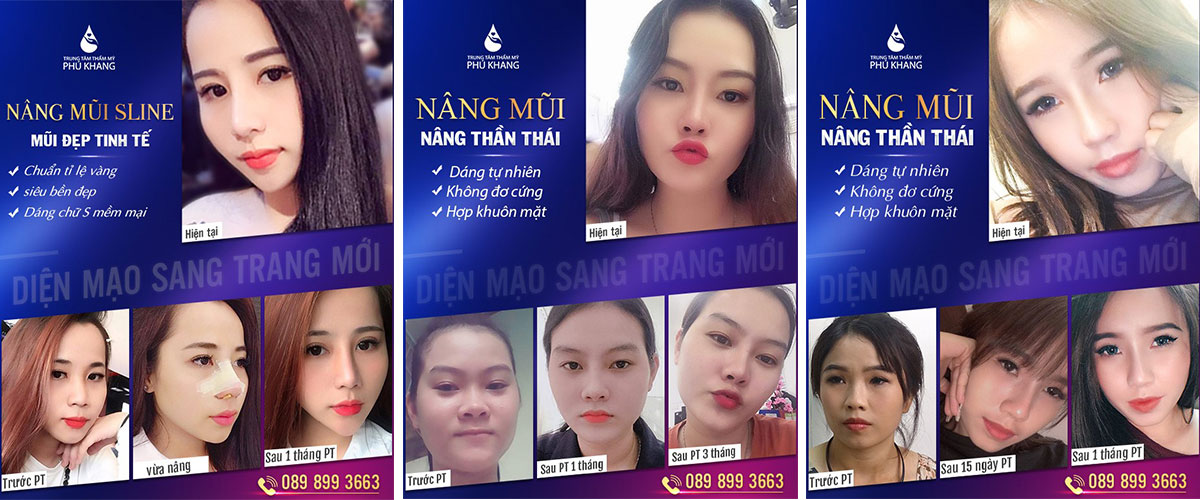 TRUNG TÂM THẨM MỸ
PHÚ KHANG
NÂNG MŨI SLINE
MŨI ĐẸP TINH TẾ
Chuẩn tỉ lệ vàng
siêu bền đẹp
Dáng chữ S mềm mại
Hiện tại
DIỆN MẠO SANG TRANG MỚI
Trước PT
vừa nâng
Sau 1 tháng PT
089 899 3663
TRUNG TÂM THẨM MỸ
PHÚ KHANG
NÂNG MŨI
NÂNG THẦN THÁI
Dáng tự nhiên
Không đơ cứng
Hợp khuôn mặt
Hiện tại
DIỆN MẠO SANG TRANG MỚI
Trước PT
Sau PT 1 tháng
Sau PT 3 tháng
089 899 3663
TRUNG TÂM THẨM MỸ
PHÚ KHANG
NÂNG MŨI
NÂNG THẦN THÁI
Dáng tự nhiên
Không đơ cứng
Hợp khuôn mặt
Hiện tại
DIỆN MẠO SANG TRANG MỚI
Trước PT
Sau 15 ngày PT
Sau 1 tháng PT
089 899 3663